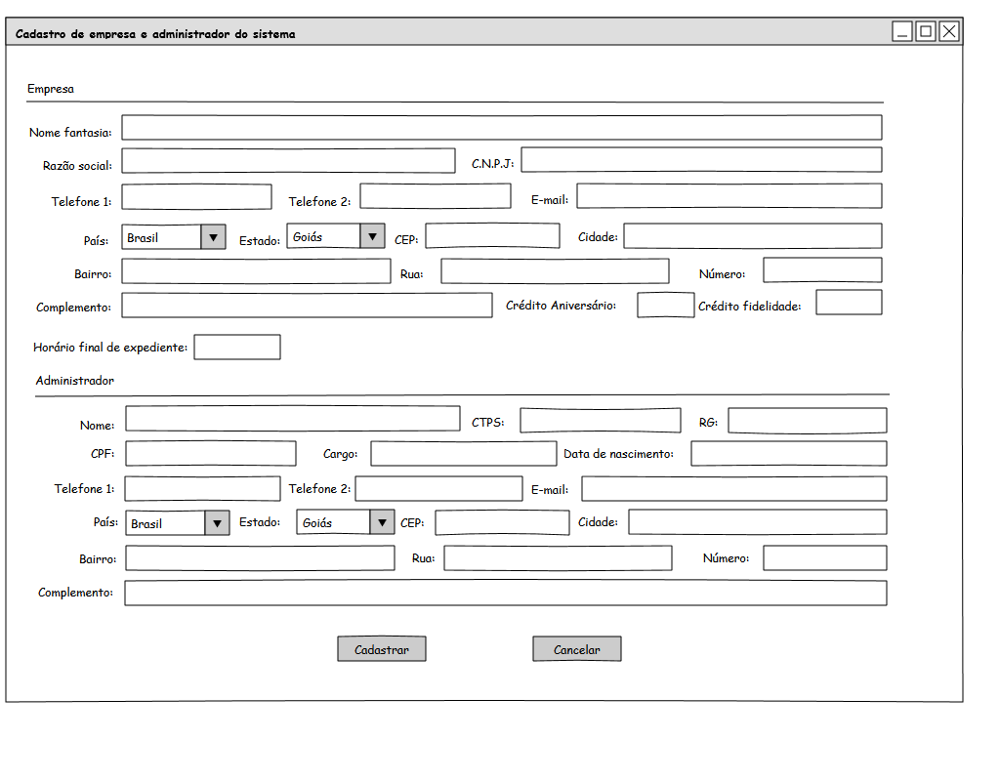 Cadastro de empresa e administrador do sistema
Empresa
Nome fantasia:
Razão social: C.N.P.J:
Telefone 1: Telefone 2: E-mail:
País: Brasil Estado: Goiás CEP: Cidade:
Bairro: Rua: Número:
Complemento: Crédito Aniversário: Crédito fidelidade:
Horário final de expediente:
Administrador
Nome: CTPS: RG:
CPF: Cargo: Data de nascimento:
Telefone 1: Telefone 2: E-mail:
País: Brasil Estado: Goiás CEP: Cidade:
Bairro: Rua: Número:
Complemento:
Cadastrar Cancelar